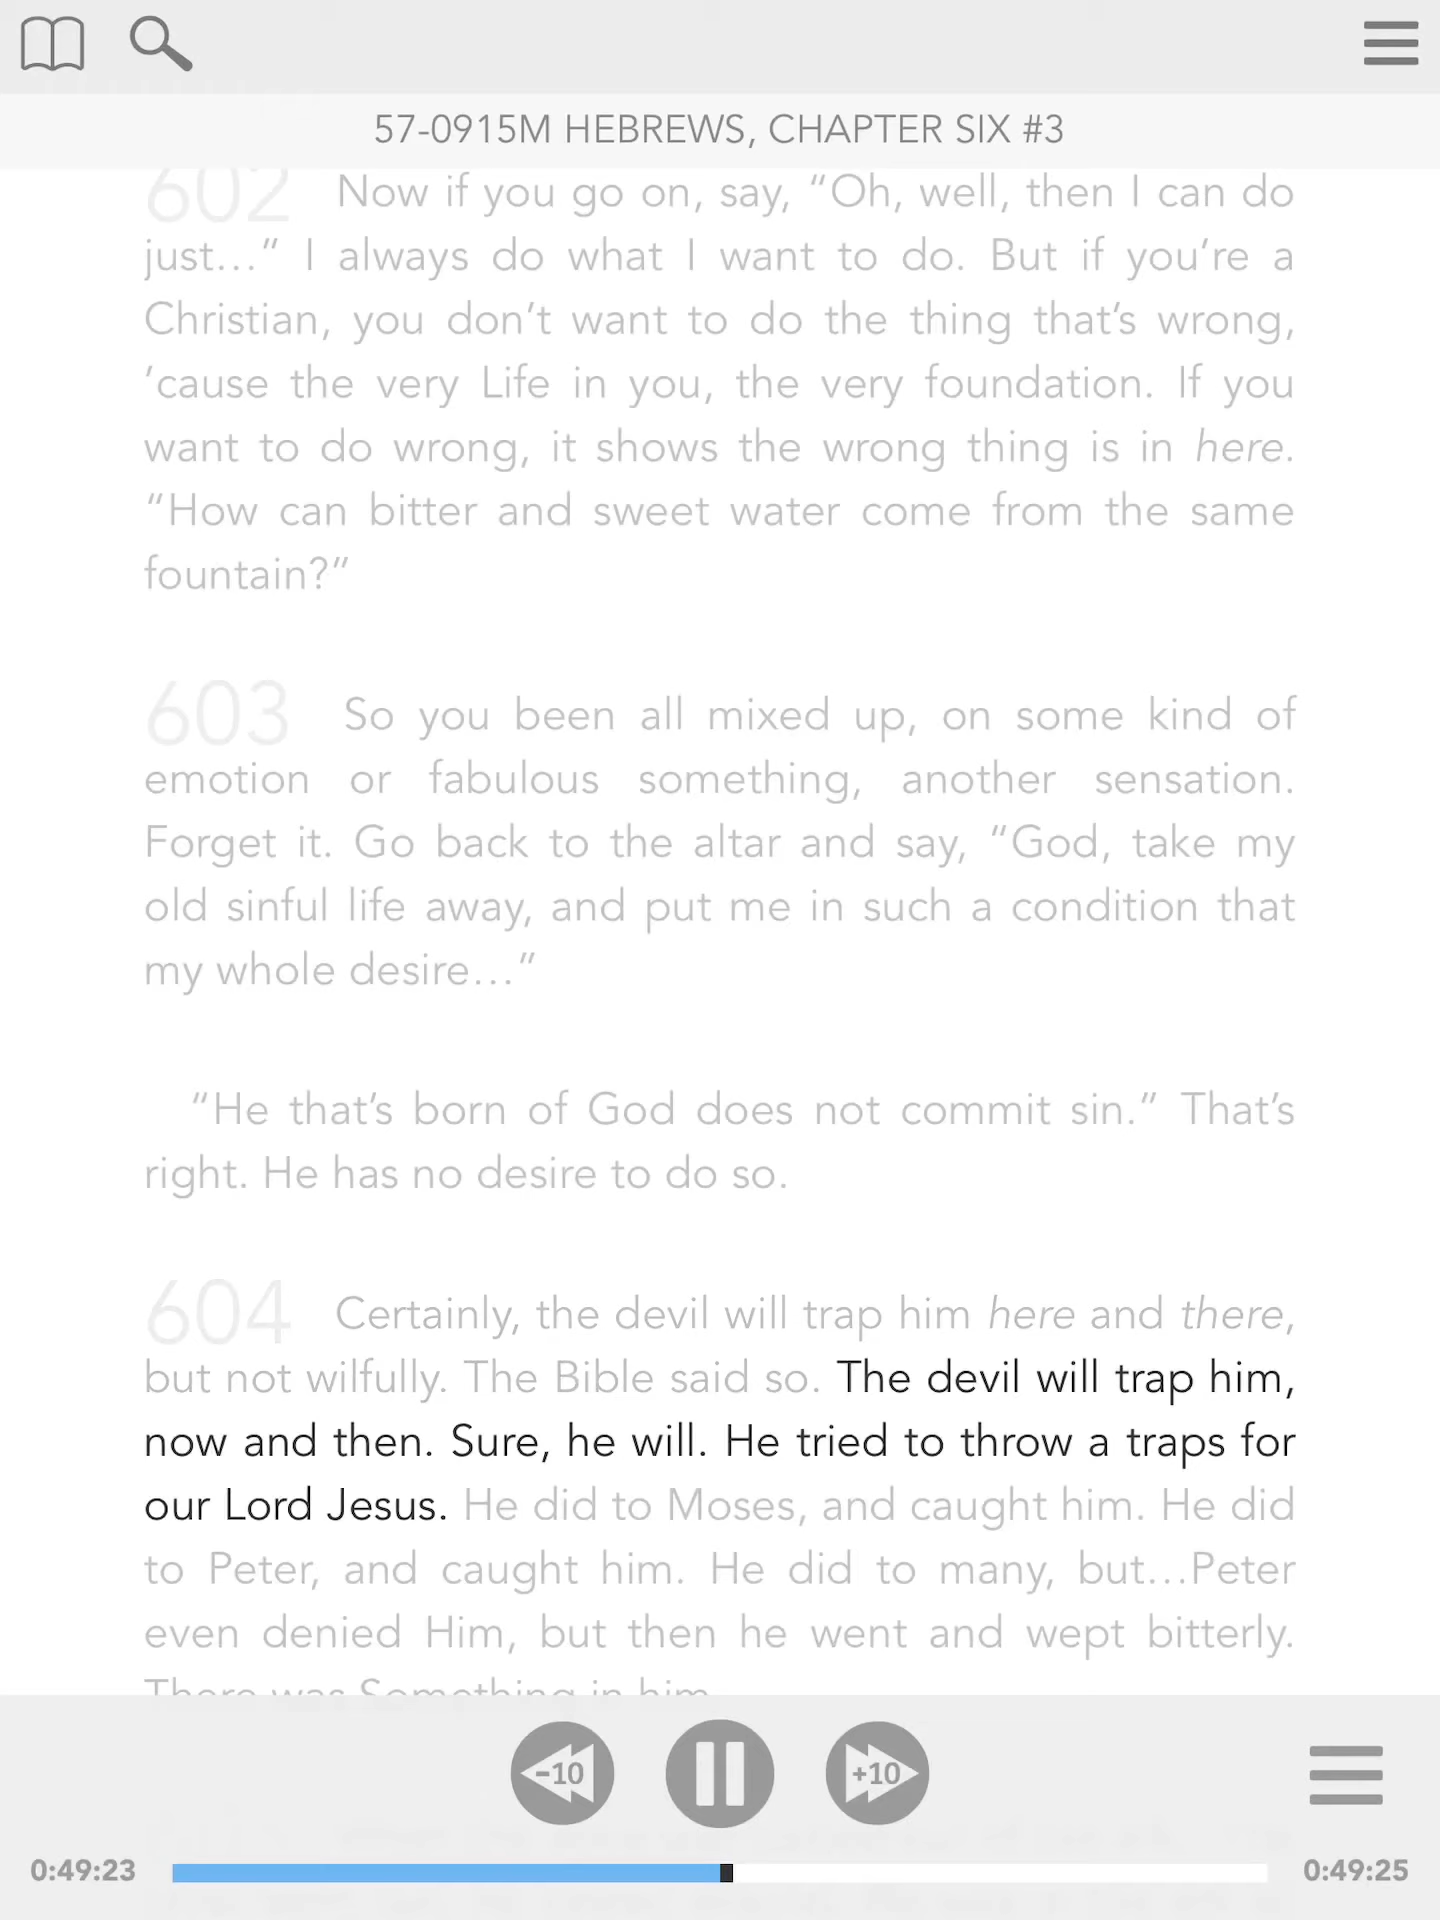 57-0915M HEBREWS, CHAPTER SIX #3
602 Now if you go on, say, “Oh, well, then I can do
just…” I always do what I want to do. But if you’re a
Christian, you don’t want to do the thing that’s wrong,
’cause the very Life in you, the very foundation. If you
want to do wrong, it shows the wrong thing is in here.
“How can bitter and sweet water come from the same
fountain?”
603 So you been all mixed up, on some kind of
emotion or fabulous something, another sensation.
Forget it. Go back to the altar and say, “God, take my
old sinful life away, and put me in such a condition that
my whole desire…”
“He that’s born of God does not commit sin.” That’s
right. He has no desire to do so.
604 Certainly, the devil will trap him here and there,
but not wilfully. The Bible said so. The devil will trap him,
now and then. Sure, he will. He tried to throw a traps for
our Lord Jesus. He did to Moses, and caught him. He did
to Peter, and caught him. He did to many, but…Peter
even denied Him, but then he went and wept bitterly.
There was Something in him
-10 +10
0:49:23 0:49:25